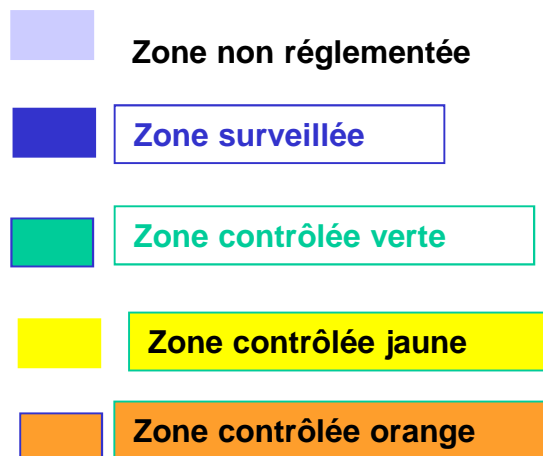 Zone non réglementée
Zone surveillée
Zone contrôlée verte
Zone contrôlée jaune
Zone contrôlée orange